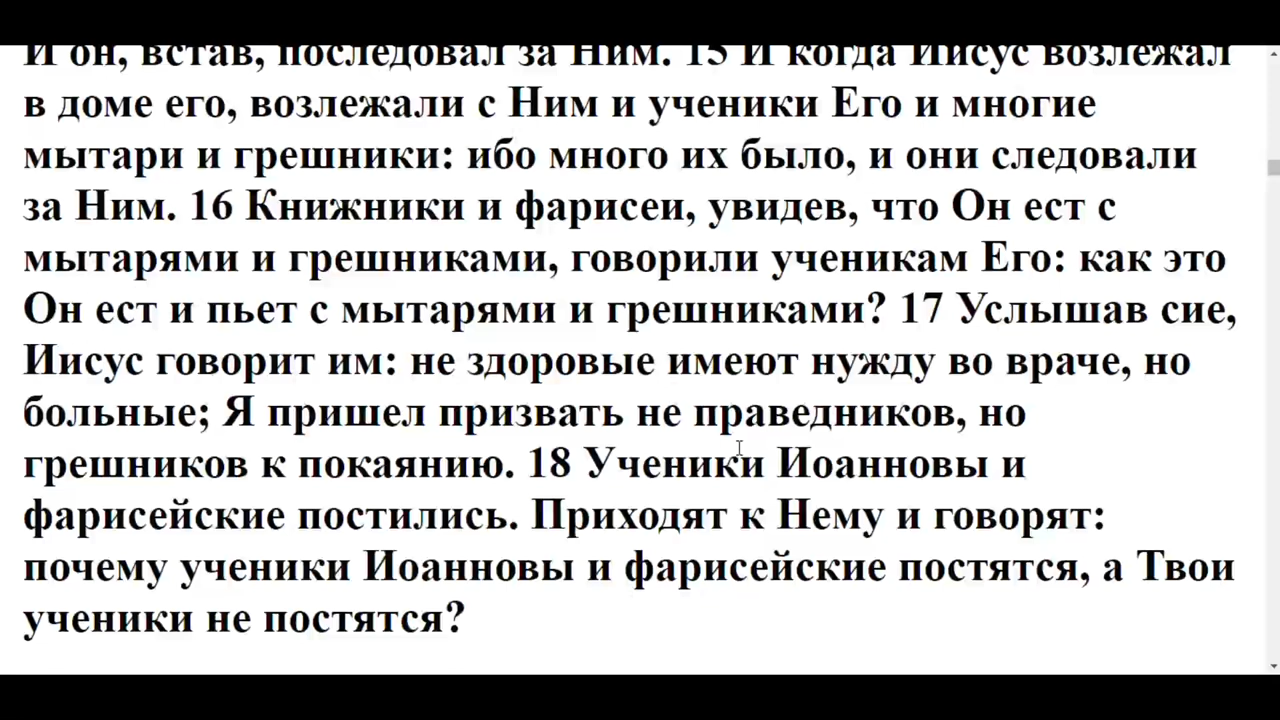 И он, встав, последовал за Ним. 15 И когда Иисус возлежал
в доме его, возлежали с Ним и ученики Его и многие
мытари и грешники: ибо много их было, и они следовали
за Ним. 16 Книжники и фарисеи, увидев, что Он ест с
мытарями и грешниками, говорили ученикам Его: как это
Он ест и пьет с мытарями и грешниками? 17 Услышав сие,
Иисус говорит им: не здоровые имеют нужду во враче, но
больные; Я пришел призвать не праведников, но
грешников к покаянию. 18 Ученики Иоанновы и
фарисейские постились. Приходят к Нему и говорят:
почему ученики Иоанновы и фарисейские постятся, а Твои
ученики не постятся?